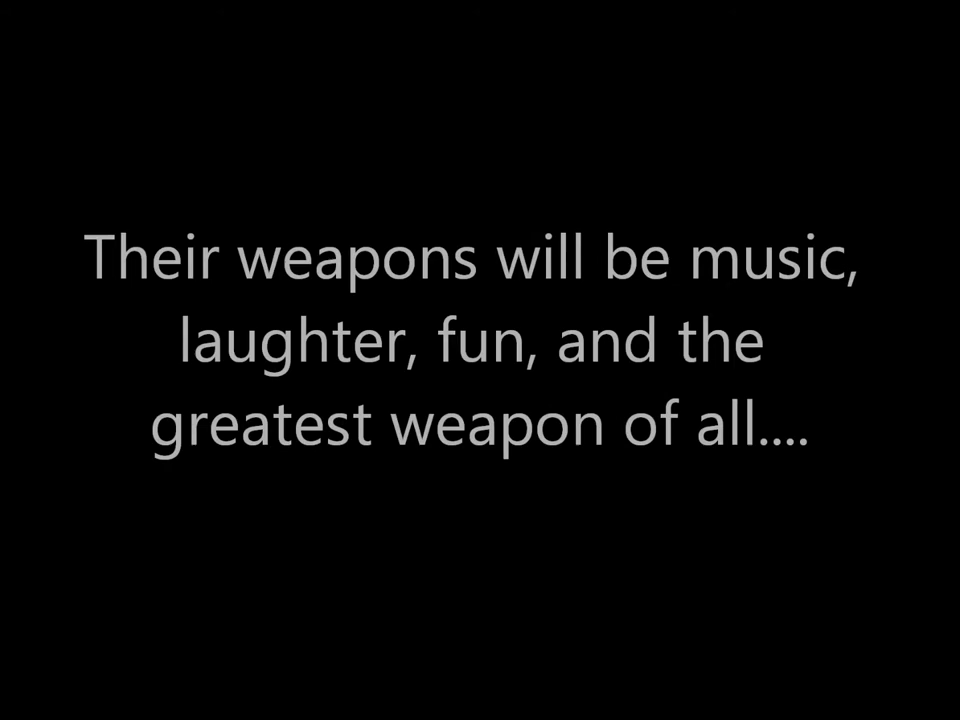 Their weapons will be music,
laughter, fun, and the
greatest weapon of all....